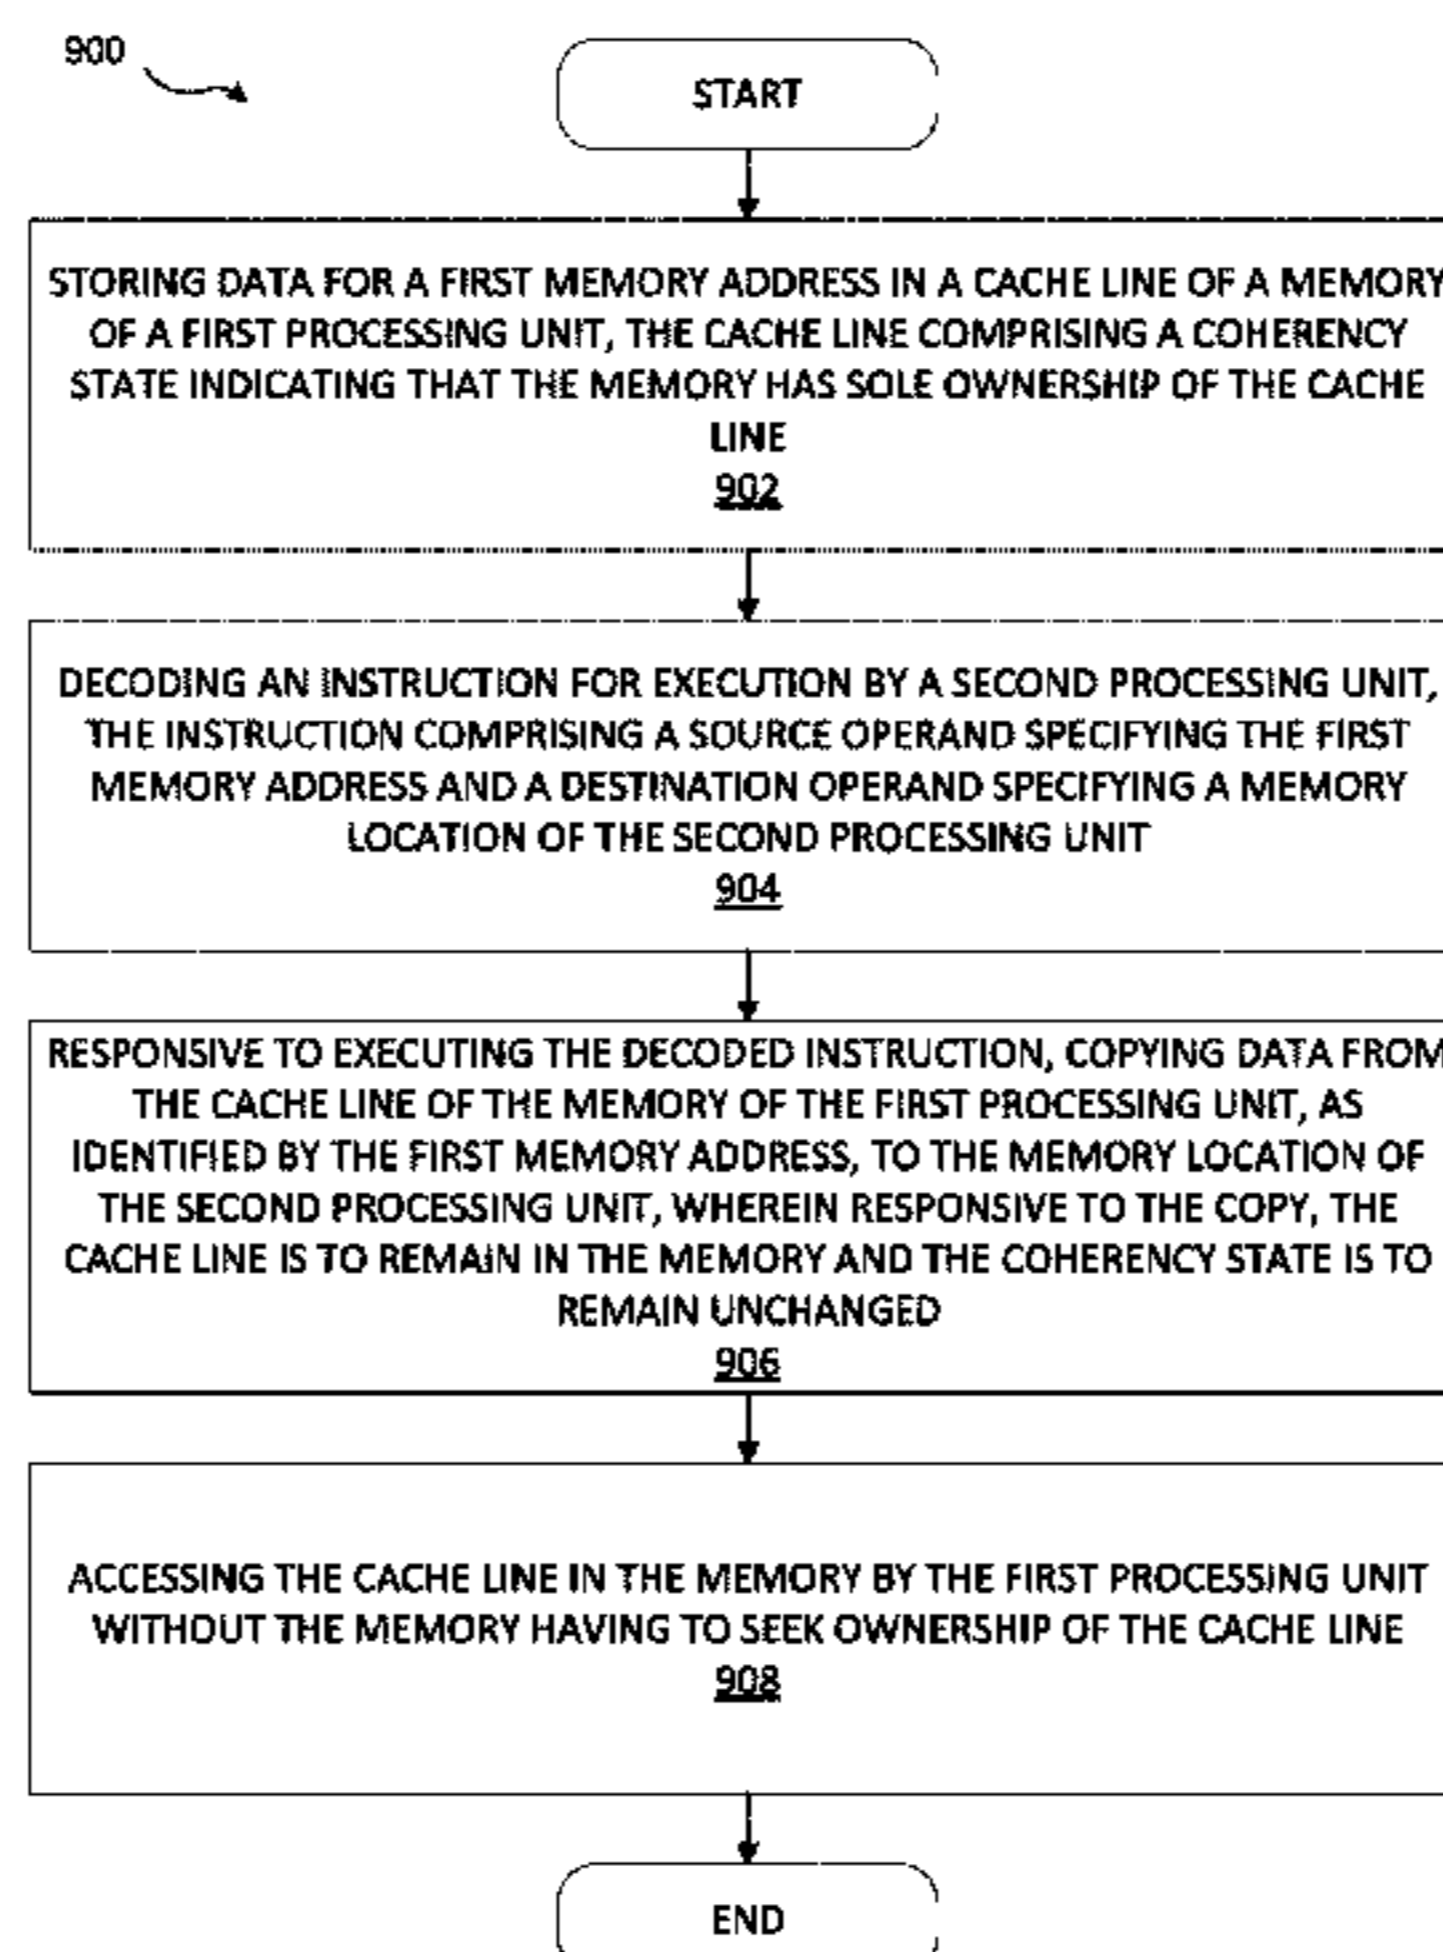 900
START
STORING DATA FOR A FIRST MEMORY ADDRESS IN A CACHE LINE OF A MEMORY
OF A FIRST PROCESSING UNIT, THE CACHE LINE COMPRISING A COHERENCY
STATE INDICATING THAT THE MEMORY HAS SOLE OWNERSHIP OF THE CACHE
LINE
902
DECODING AN INSTRUCTION FOR EXECUTION BY A SECOND PROCESSING UNIT,
THE INSTRUCTION COMPRISING A SOURCE OPERAND SPECIFYING THE FIRST
MEMORY ADDRESS AND A DESTINATION OPERAND SPECIFYING A MEMORY
LOCATION OF THE SECOND PROCESSING UNIT
904
RESPONSIVE TO EXECUTING THE DECODED INSTRUCTION, COPYING DATA FROM
THE CACHE LINE OF THE MEMORY OF THE FIRST PROCESSING UNIT, AS
IDENTIFIED BY THE FIRST MEMORY ADDRESS, TO THE MEMORY LOCATION OF
THE SECOND PROCESSING UNIT, WHEREIN RESPONSIVE TO THE COPY, THE
CACHE LINE IS TO REMAIN IN THE MEMORY AND THE COHERENCY STATE IS TO
REMAIN UNCHANGED
906
ACCESSING THE CACHE LINE IN THE MEMORY BY THE FIRST PROCESSING UNIT
WITHOUT THE MEMORY HAVING TO SEEK OWNERSHIP OF THE CACHE LINE
908
END